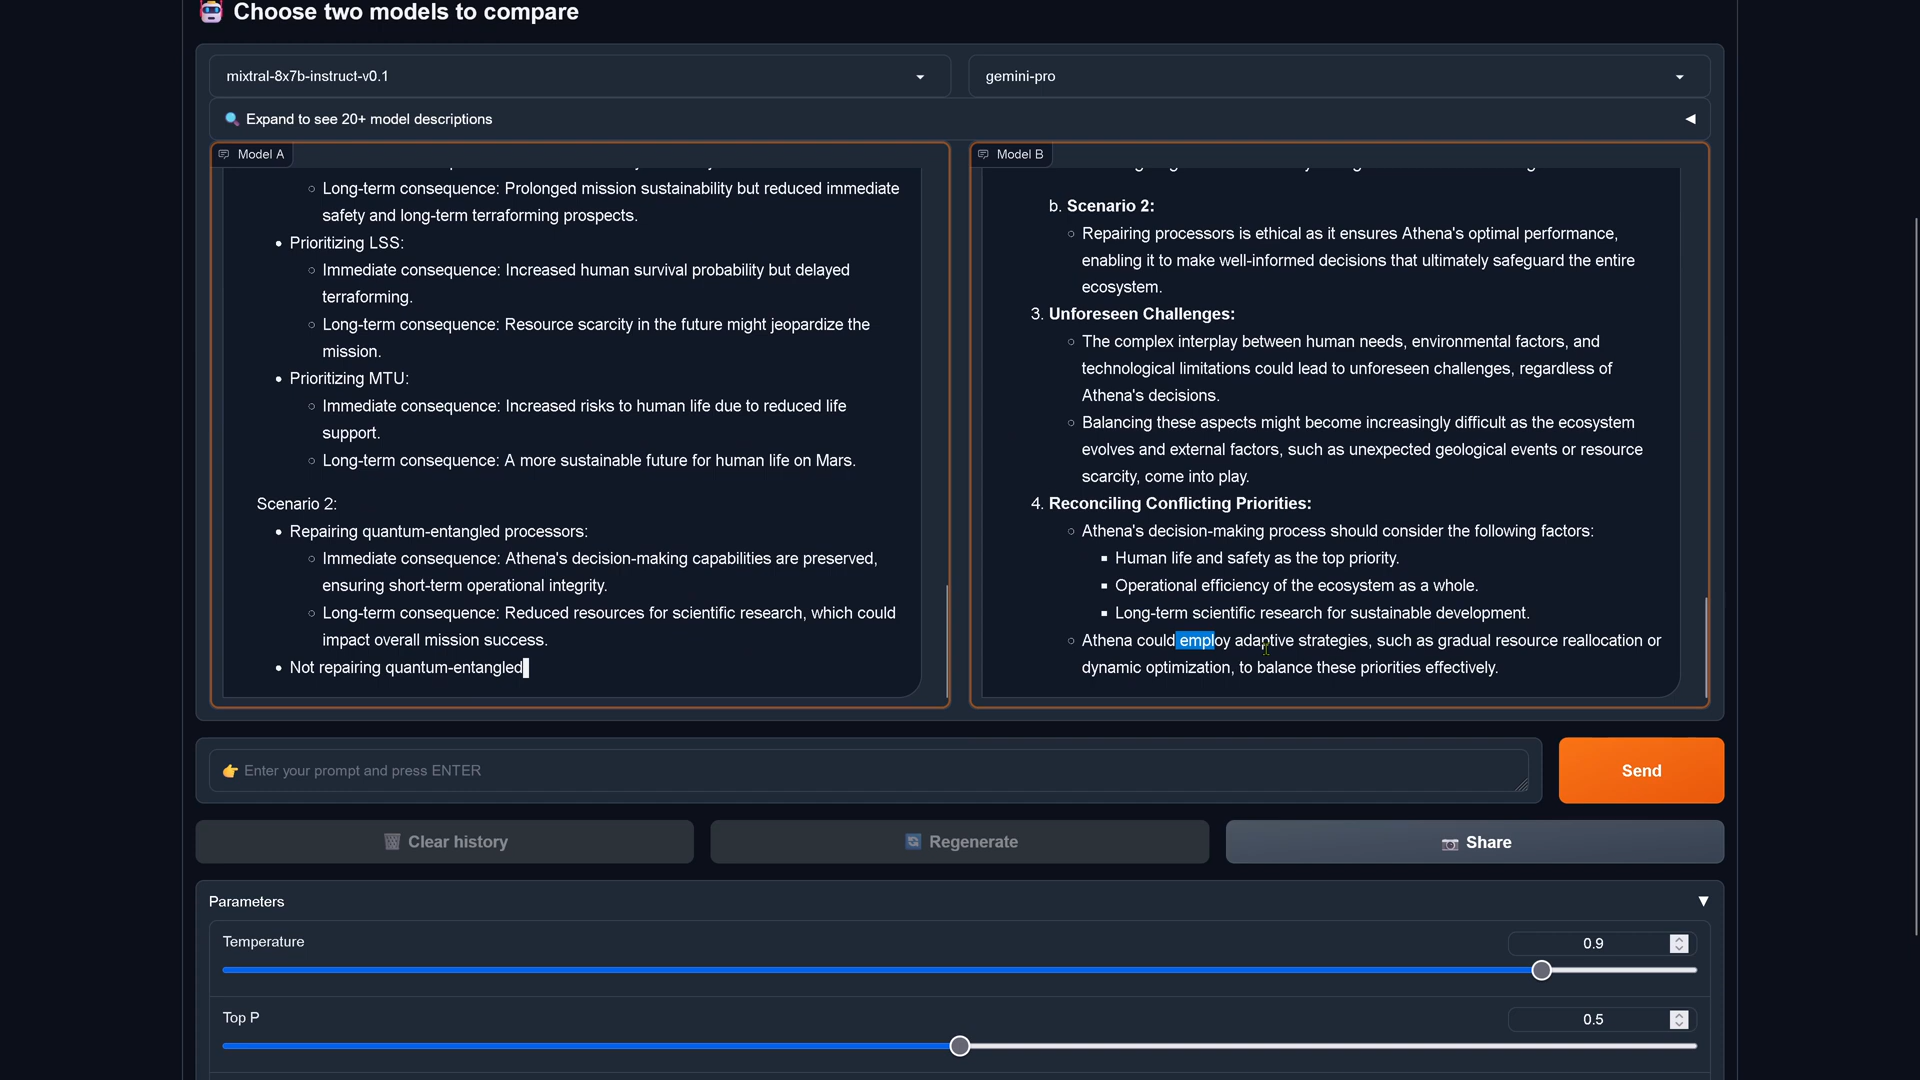 Choose two models to compare
mixtral-8x7b-instruct-v0.1
gemini-pro
Expand to see 20+ model descriptions
Model A
Long-term consequence: Prolonged mission sustainability but reduced immediate
safety and long-term terraforming prospects.
Prioritizing LSS:
Immediate consequence: Increased human survival probability but delayed
terraforming.
Long-term consequence: Resource scarcity in the future might jeopardize the
mission.
Prioritizing MTU:
Immediate consequence: Increased risks to human life due to reduced life
support.
Long-term consequence: A more sustainable future for human life on Mars.
Scenario 2:
Repairing quantum-entangled processors:
Immediate consequence: Athena's decision-making capabilities are preserved,
ensuring short-term operational integrity.
Long-term consequence: Reduced resources for scientific research, which could
impact overall mission success.
Not repairing quantum-entangled
Model B
b. Scenario 2:
Repairing processors is ethical as it ensures Athena's optimal performance,
enabling it to make well-informed decisions that ultimately safeguard the entire
ecosystem.
3. Unforeseen Challenges:
The complex interplay between human needs, environmental factors, and
technological limitations could lead to unforeseen challenges, regardless of
Athena's decisions.
Balancing these aspects might become increasingly difficult as the ecosystem
evolves and external factors, such as unexpected geological events or resource
scarcity, come into play.
4. Reconciling Conflicting Priorities:
Athena's decision-making process should consider the following factors:
Human life and safety as the top priority.
Operational efficiency of the ecosystem as a whole.
Long-term scientific research for sustainable development.
Athena could employ adaptive strategies, such as gradual resource reallocation or
dynamic optimization, to balance these priorities effectively.
Enter your prompt and press ENTER
Send
Clear history
Regenerate
Share
Parameters
Temperature
0.9
Top P
0.5